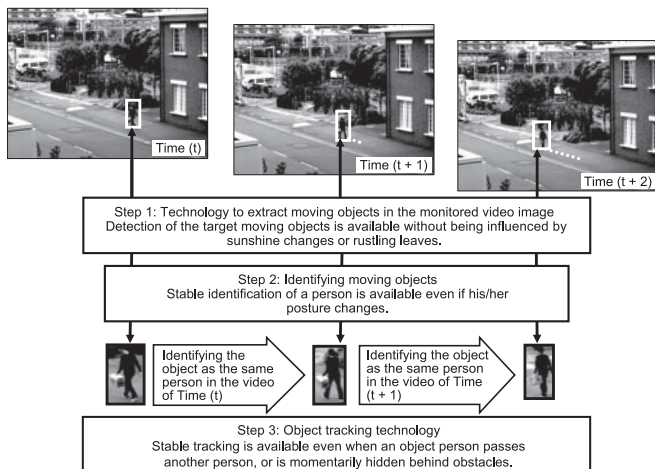 Time (t)
Time (t + 1)
Time (t + 2)
Step 1: Technology to extract moving objects in the monitored video image
Detection of the target moving objects is available without being influenced by
sunshine changes or rustling leaves.
Step 2: Identifying moving objects
Stable identification of a person is available even if his/her
posture changes.
Identifying the
object as the same
person in the video
of Time (t)
Identifying the object
as the same person
in the video of Time
(t + 1)
Step 3: Object tracking technology
Stable tracking is available even when an object person passes
another person, or is momentarily hidden behind obstacles.